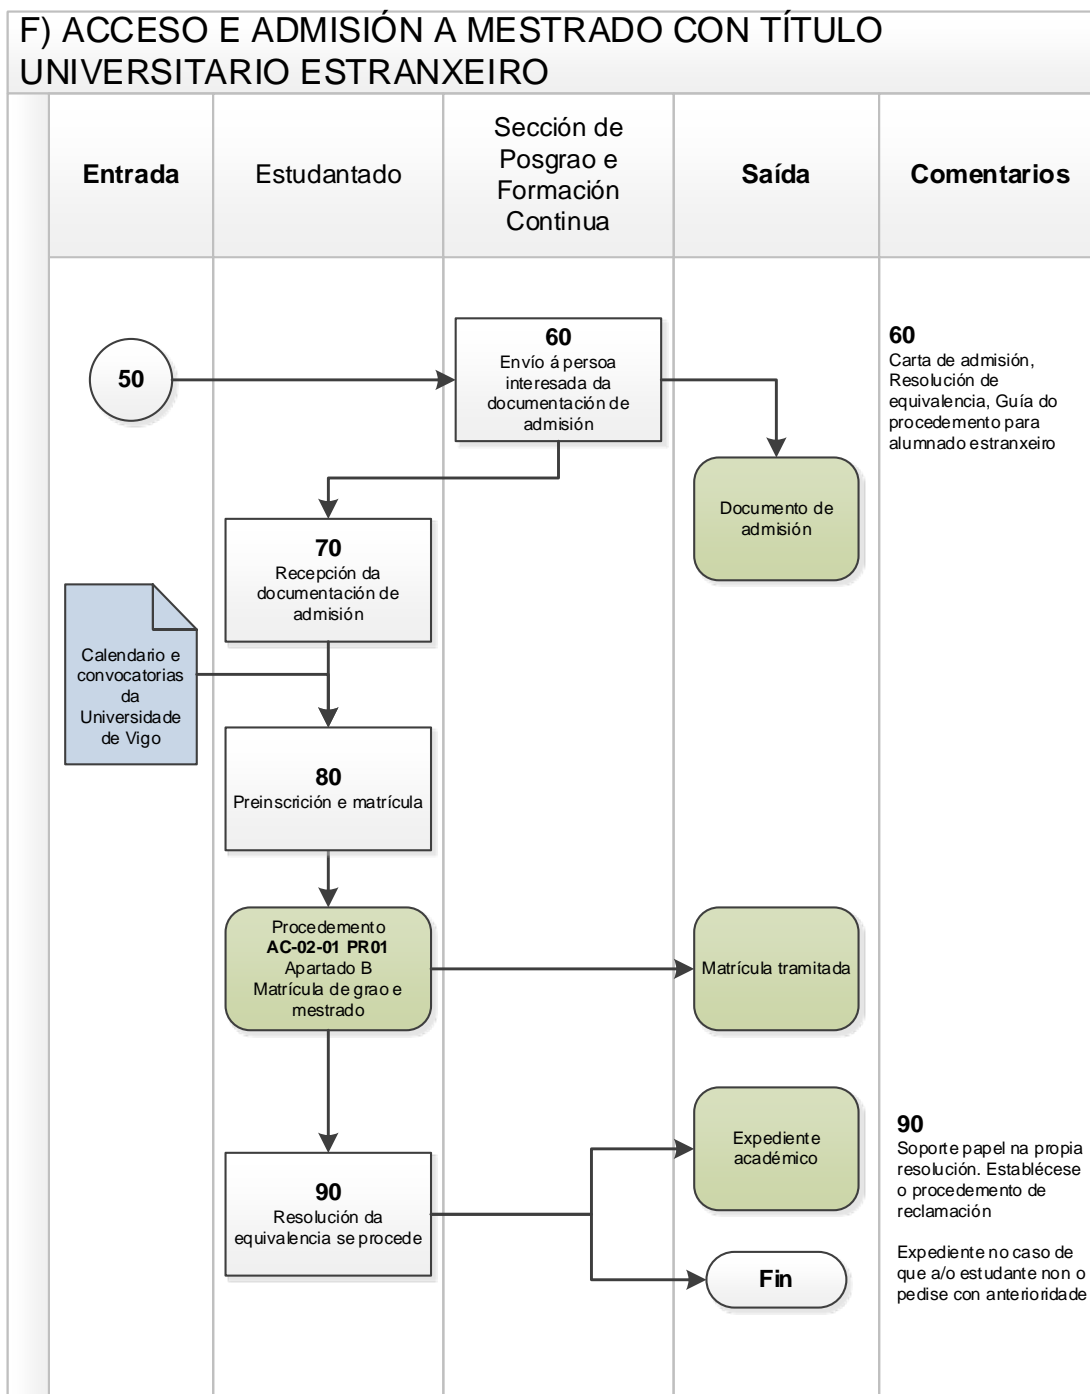 F) ACCESO E ADMISIÓN A MESTRADO CON TÍTULO
UNIVERSITARIO ESTRANXEIRO
Entrada
Estudantado
Sección de
Posgrao e
Formación
Continua
Saída
Comentarios
50
60
Envío á persoa
interesada da
documentación de
admisión
60
Carta de admisión,
Resolución de
equivalencia, Guía do
procedemento para
alumnado estranxeiro
Documento de
admisión
70
Recepción da
documentación de
admisión
Calendario e
convocatorias
da
Universidade
de Vigo
80
Preinscrición e matrícula
Procedemento
AC-02-01 PR01
Apartado B
Matrícula de grao e
mestrado
Matrícula tramitada
Expediente
académico
90
Resolución da
equivalencia se procede
Fin
90
Soporte papel na propia
resolución. Establécese
o procedemento de
reclamación
Expediente no caso de
que a/o estudante non o
pedise con anterioridade